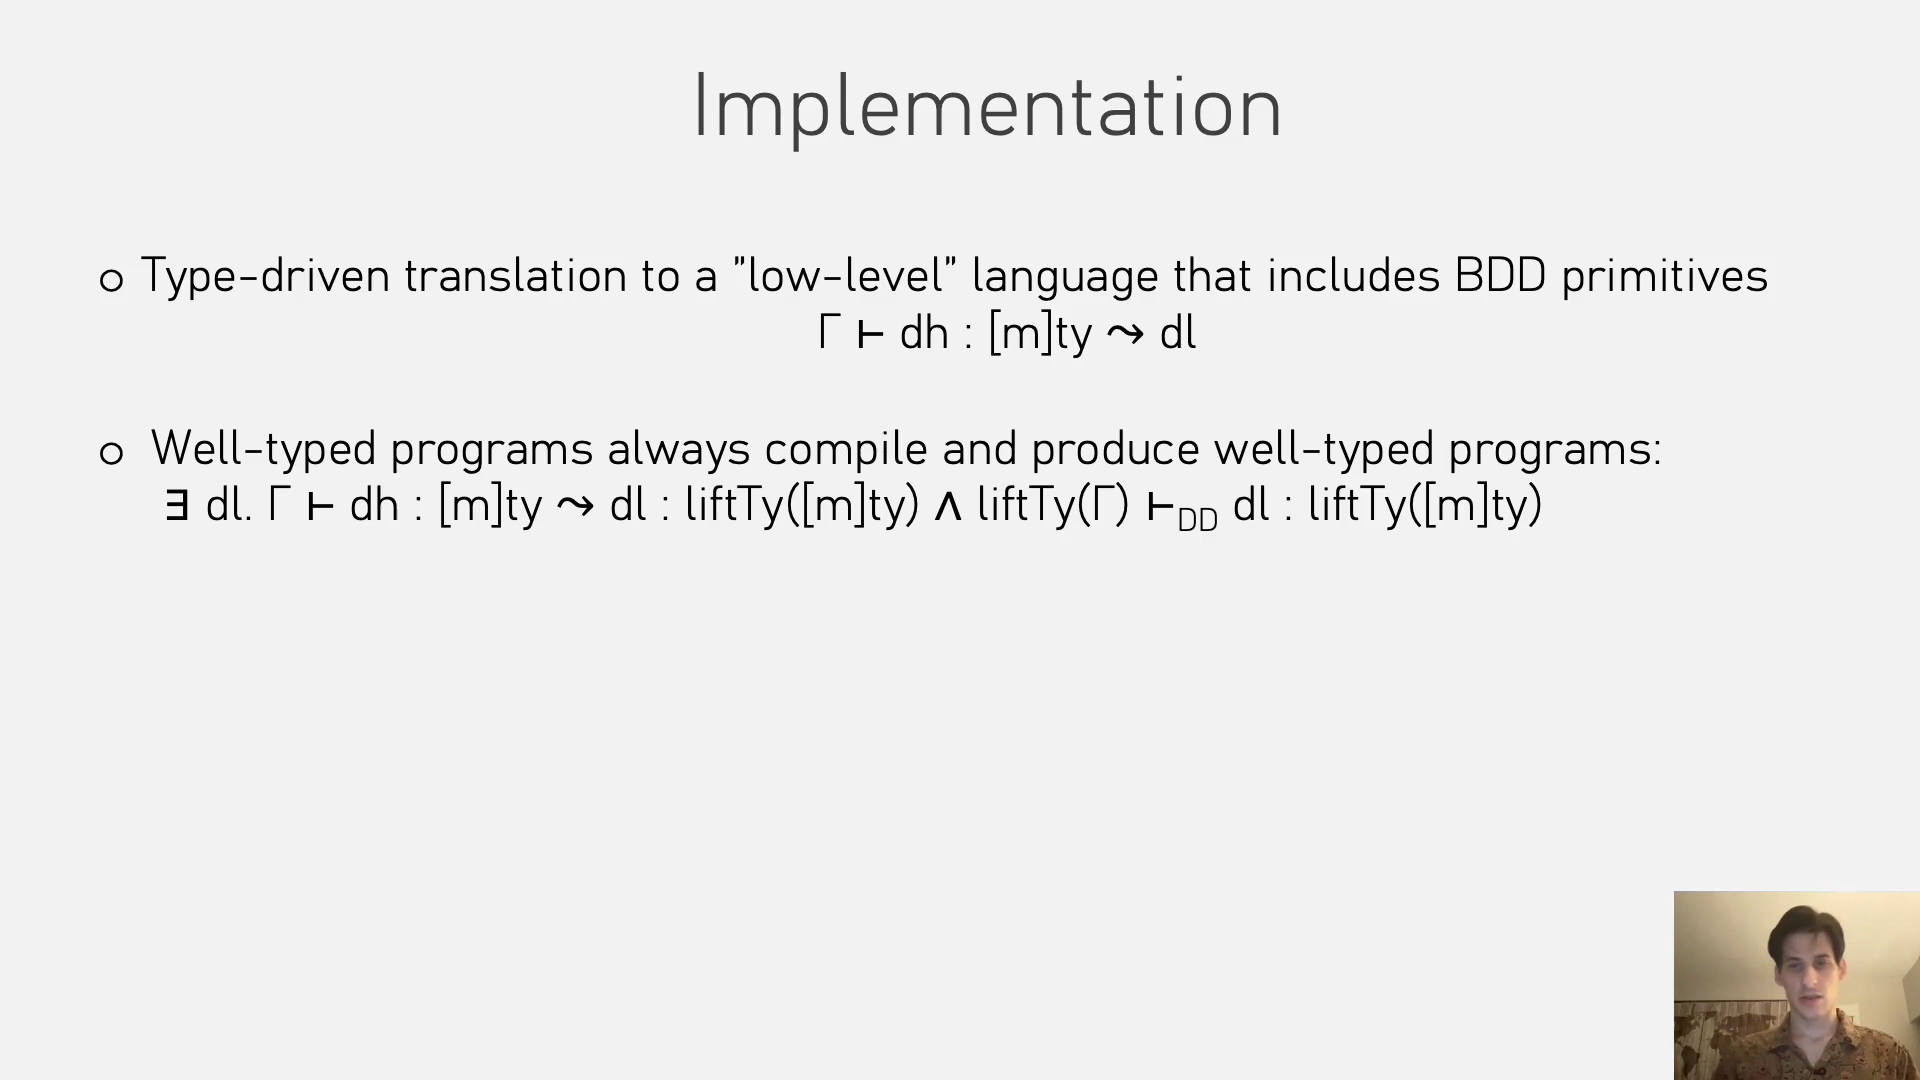 Implementation
o Type-driven translation to a "low-level" language that includes BDD primitives
Γ ⊢ dh : [m]ty ⤳ dl
o Well-typed programs always compile and produce well-typed programs:
∃ dl. Γ ⊢ dh : [m]ty ⤳ dl : liftTy([m]ty) ∧ liftTy(Γ) ⊢DD dl : liftTy([m]ty)